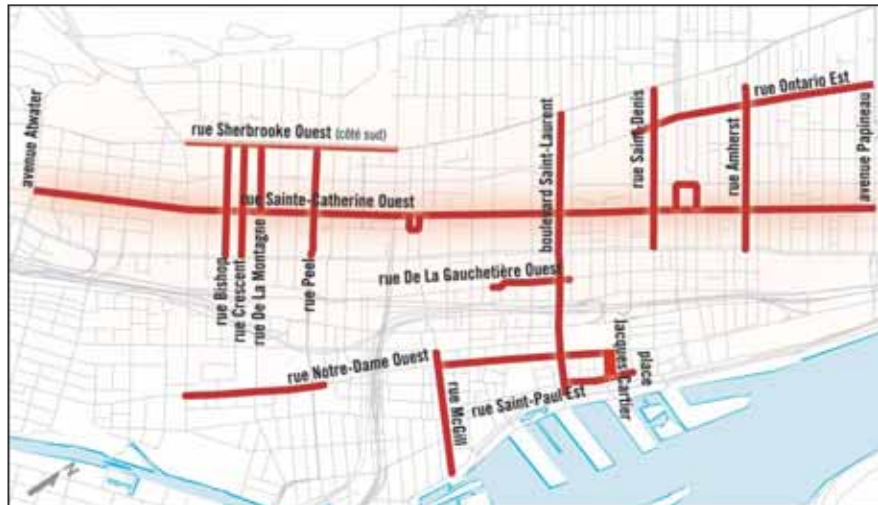 avenue Atwater
rue Sherbrooke Ouest (côté sud)
rue Sainte-Catherine Ouest
rue Bishop
rue Crescent
rue De La Montagne
rue Peel
boulevard Saint-Laurent
rue Saint-Denis
rue Ontario Est
rue Amherst
avenue Papineau
rue De La Gauchetière Ouest
rue Notre-Dame Ouest
rue McGill
rue Saint-Paul Est
place
Jacques-Cartier
N